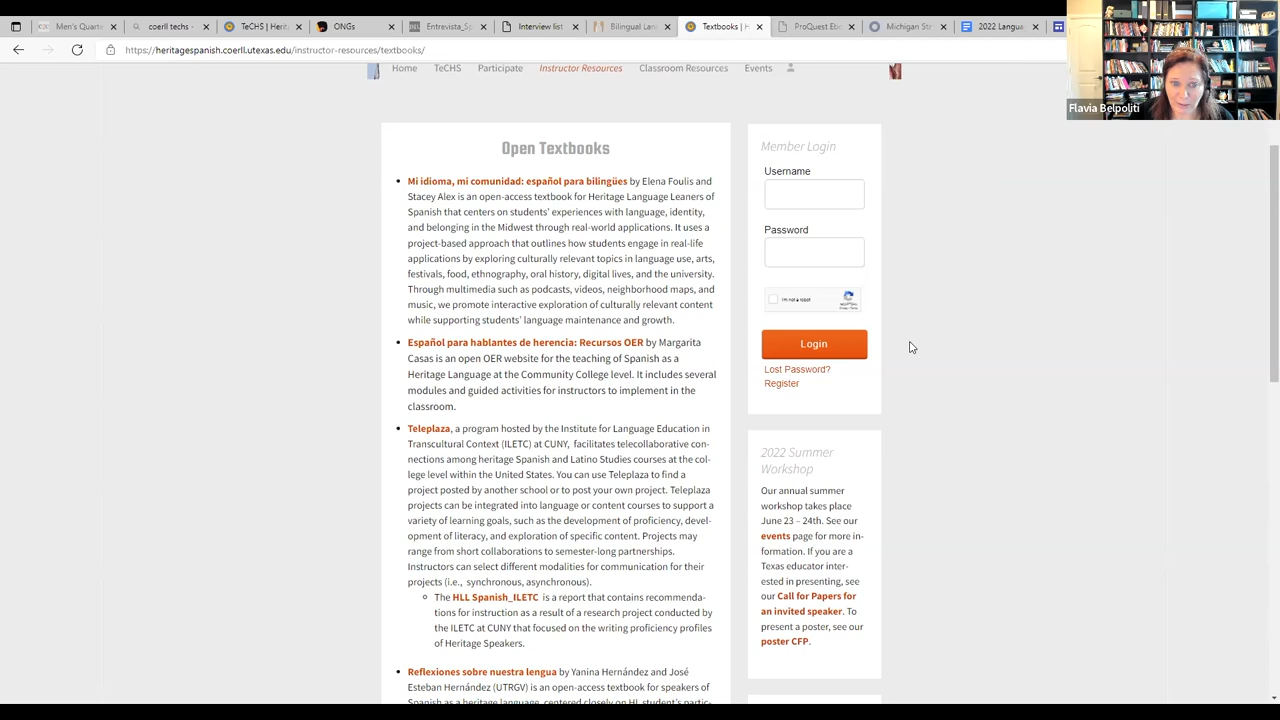 Men's Quarte
coerll techs -
TeCHS | Herit
ONGs
Entrevista_S
Interview list
Bilingual Lan
Textbooks | H
ProQuest Eb
Michigan Str
2022 Langua
https://heritagespanish.coerll.utexas.edu/instructor-resources/textbooks/
Flavia Belpoliti
Home TeCHS Participate Instructor Resources Classroom Resources Events
Open Textbooks
Mi idioma, mi comunidad: español para bilingües by Elena Foulis and
Stacey Alex is an open-access textbook for Heritage Language Leaners of
Spanish that centers on students' experiences with language, identity,
and belonging in the Midwest through real-world applications. It uses a
project-based approach that outlines how students engage in real-life
applications by exploring culturally relevant topics in language use, arts,
festivals, food, ethnography, oral history, digital lives, and the university.
Through multimedia such as podcasts, videos, neighborhood maps, and
music, we promote interactive exploration of culturally relevant content
while supporting students' language maintenance and growth.
Español para hablantes de herencia: Recursos OER by Margarita
Casas is an open OER website for the teaching of Spanish as a
Heritage Language at the Community College level. It includes several
modules and guided activities for instructors to implement in the
classroom.
Teleplaza, a program hosted by the Institute for Language Education in
Transcultural Context (ILETC) at CUNY, facilitates telecollaborative con-
nections among heritage Spanish and Latino Studies courses at the col-
lege level within the United States. You can use Teleplaza to find a
project posted by another school or to post your own project. Teleplaza
projects can be integrated into language or content courses to support a
variety of learning goals, such as the development of proficiency, devel-
opment of literacy, and exploration of specific content. Projects may
range from short collaborations to semester-long partnerships.
Instructors can select different modalities for communication for their
projects (i.e., synchronous, asynchronous).
The HLL Spanish_ILETC is a report that contains recommenda-
tions for instruction as a result of a research project conducted by
the ILETC at CUNY that focused on the writing proficiency profiles
of Heritage Speakers.
Reflexiones sobre nuestra lengua by Yanina Hernández and José
Esteban Hernández (UTRGV) is an open-access textbook for speakers of
Spanish as a heritage language, centered closely on HL student's partic-
Member Login
Username
Password
I'm not a robot
Login
Lost Password?
Register
2022 Summer
Workshop
Our annual summer
workshop takes place
June 23 – 24th. See our
events page for more in-
formation. If you are a
Texas educator inter-
ested in presenting, see
our Call for Papers for
an invited speaker. To
present a poster, see our
poster CFP.